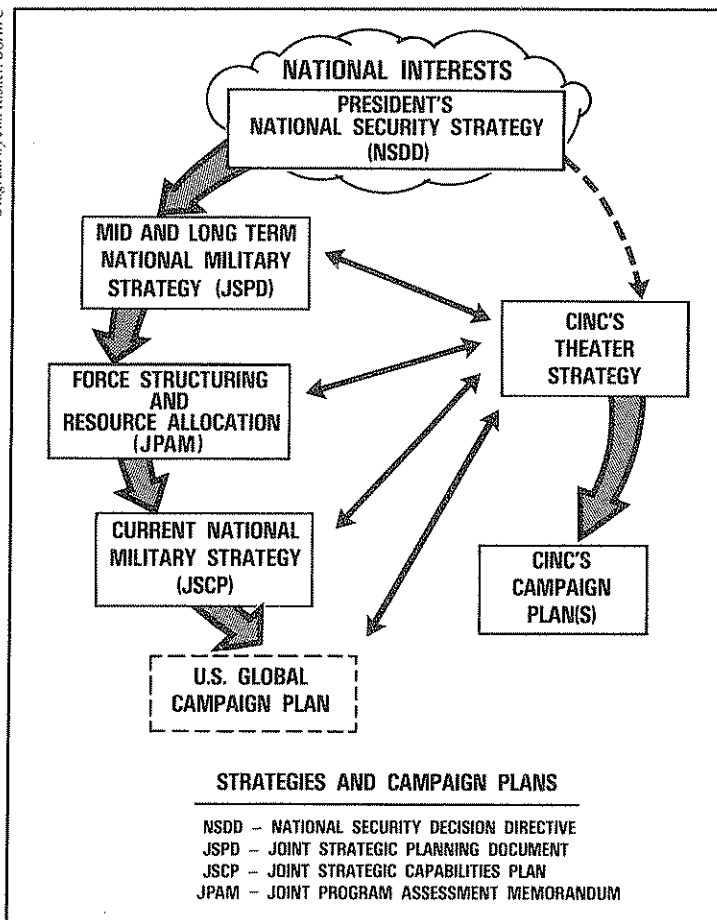 NATIONAL INTERESTS
PRESIDENT'S
NATIONAL SECURITY STRATEGY
(NSDD)
MID AND LONG TERM
NATIONAL MILITARY
STRATEGY (JSPD)
CINC'S
THEATER
STRATEGY
FORCE STRUCTURING
AND
RESOURCE ALLOCATION
(JPAM)
CURRENT NATIONAL
MILITARY STRATEGY
(JSCP)
CINC'S
CAMPAIGN
PLAN(S)
U.S. GLOBAL
CAMPAIGN PLAN
STRATEGIES AND CAMPAIGN PLANS
NSDD – NATIONAL SECURITY DECISION DIRECTIVE
JSPD – JOINT STRATEGIC PLANNING DOCUMENT
JSCP – JOINT STRATEGIC CAPABILITIES PLAN
JPAM – JOINT PROGRAM ASSESSMENT MEMORANDUM